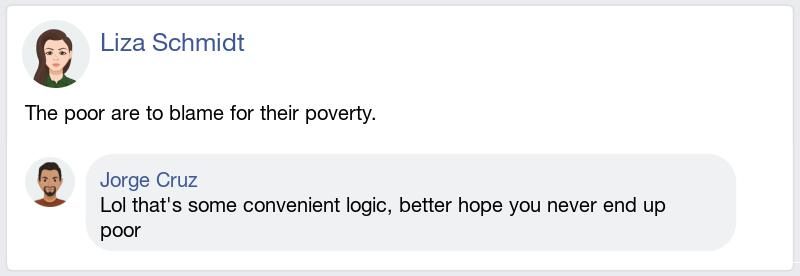 Liza Schmidt
The poor are to blame for their poverty.
Jorge Cruz
Lol that's some convenient logic, better hope you never end up
poor